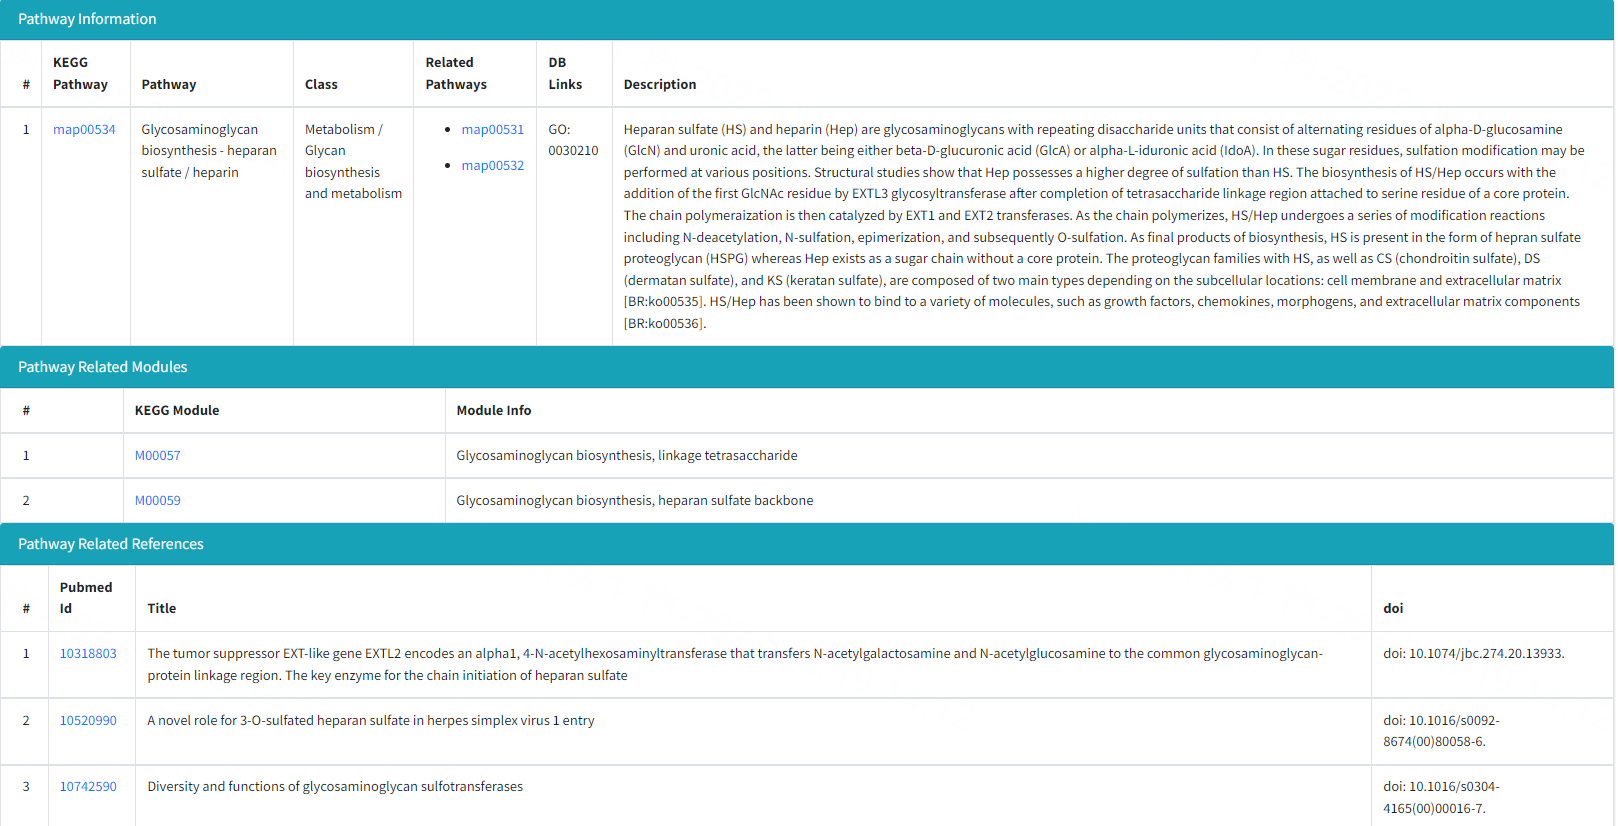 Pathway Information
#
KEGG
Pathway
Pathway
Class
Related
Pathways
DB
Links
Description
1
map00534
Glycosaminoglycan
biosynthesis - heparan
sulfate / heparin
Metabolism /
Glycan
biosynthesis
and metabolism
• map00531
• map00532
GO:
0030210
Heparan sulfate (HS) and heparin (Hep) are glycosaminoglycans with repeating disaccharide units that consist of alternating residues of alpha-D-glucosamine
(GlcN) and uronic acid, the latter being either beta-D-glucuronic acid (GlcA) or alpha-L-iduronic acid (IdoA). In these sugar residues, sulfation modification may be
performed at various positions. Structural studies show that Hep possesses a higher degree of sulfation than HS. The biosynthesis of HS/Hep occurs with the
addition of the first GlcNAc residue by EXTL3 glycosyltransferase after completion of tetrasaccharide linkage region attached to serine residue of a core protein.
The chain polymeraization is then catalyzed by EXT1 and EXT2 transferases. As the chain polymerizes, HS/Hep undergoes a series of modification reactions
including N-deacetylation, N-sulfation, epimerization, and subsequently O-sulfation. As final products of biosynthesis, HS is present in the form of hepran sulfate
proteoglycan (HSPG) whereas Hep exists as a sugar chain without a core protein. The proteoglycan families with HS, as well as CS (chondroitin sulfate), DS
(dermatan sulfate), and KS (keratan sulfate), are composed of two main types depending on the subcellular locations: cell membrane and extracellular matrix
[BR:ko00535]. HS/Hep has been shown to bind to a variety of molecules, such as growth factors, chemokines, morphogens, and extracellular matrix components
[BR:ko00536].
Pathway Related Modules
# KEGG Module Module Info
1 M00057 Glycosaminoglycan biosynthesis, linkage tetrasaccharide
2 M00059 Glycosaminoglycan biosynthesis, heparan sulfate backbone
Pathway Related References
#
Pubmed
Id
Title
doi
1
10318803
The tumor suppressor EXT-like gene EXTL2 encodes an alpha1, 4-N-acetylhexosaminyltransferase that transfers N-acetylgalactosamine and N-acetylglucosamine to the common glycosaminoglycan-
protein linkage region. The key enzyme for the chain initiation of heparan sulfate
doi: 10.1074/jbc.274.20.13933.
2
10520990
A novel role for 3-O-sulfated heparan sulfate in herpes simplex virus 1 entry
doi: 10.1016/s0092-
8674(00)80058-6.
3
10742590
Diversity and functions of glycosaminoglycan sulfotransferases
doi: 10.1016/s0304-
4165(00)00016-7.